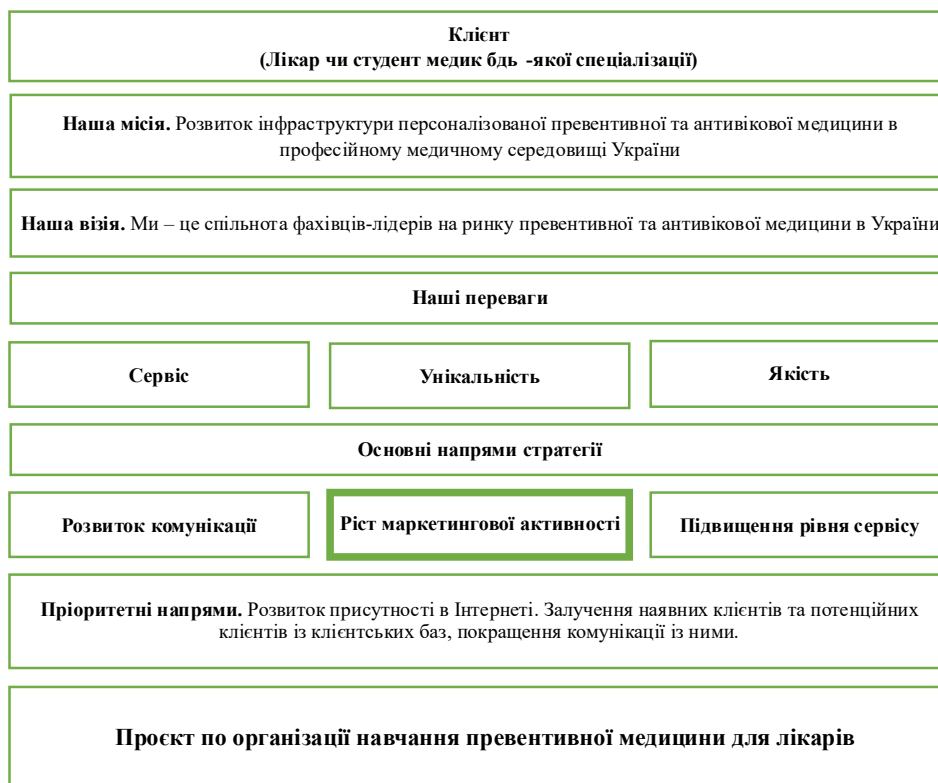 Клієнт
(Лікар чи студент медик бдь -якої спеціалізації)
Наша місія. Розвиток інфраструктури персоналізованої превентивної та антивікової медицини в
професійному медичному середовищі України
Наша візія. Ми – це спільнота фахівців-лідерів на ринку превентивної та антивікової медицини в Україні
Наші переваги
Сервіс
Унікальність
Якість
Основні напрями стратегії
Розвиток комунікації
Ріст маркетингової активності
Підвищення рівня сервісу
Пріоритетні напрями. Розвиток присутності в Інтернеті. Залучення наявних клієнтів та потенційних
клієнтів із клієнтських баз, покращення комунікації із ними.
Проєкт по організації навчання превентивної медицини для лікарів